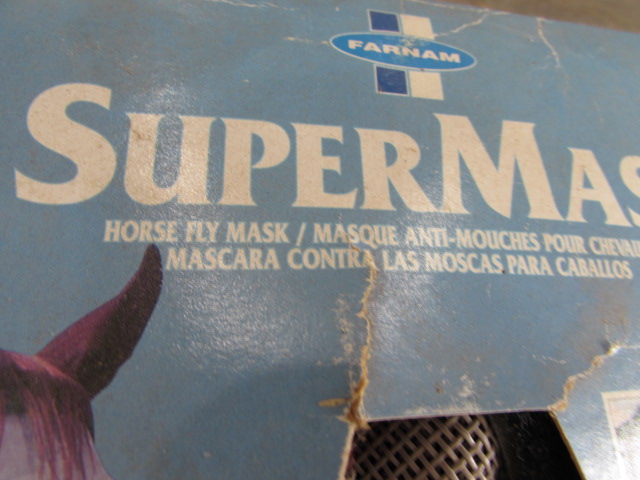 FARNAM
SUPERMAS
HORSE FLY MASK / MASQUE ANTI-MOUCHES POUR CHEVAU
MASCARA CONTRA LAS MOSCAS PARA CABALLOS